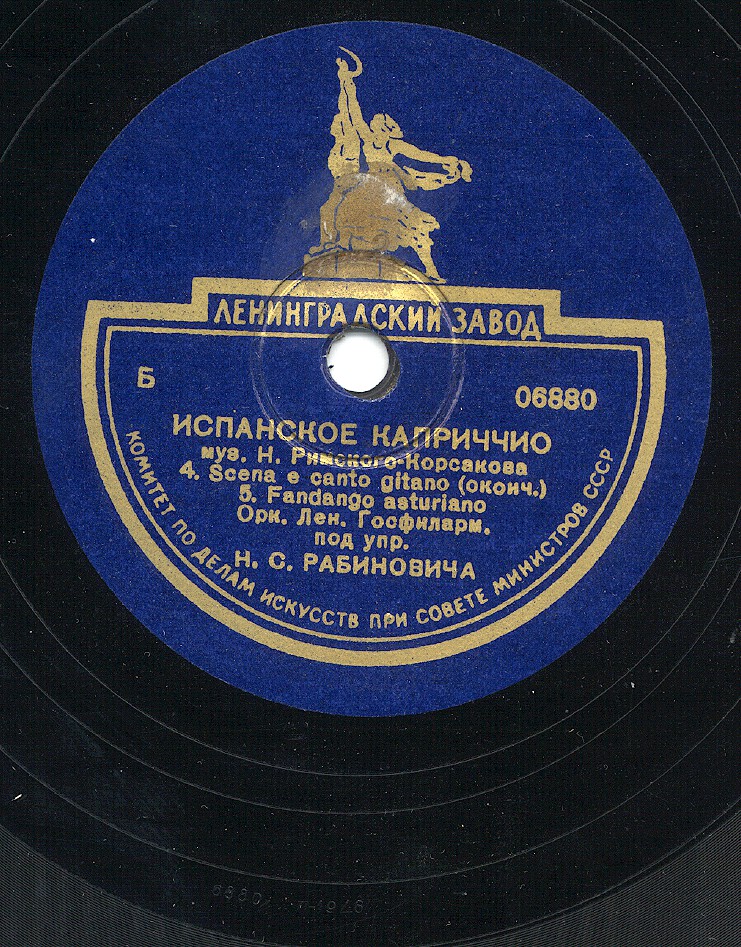 ЛЕНИНГРАДСКИЙ ЗАВОД
Б 06880
ИСПАНСКОЕ КАПРИЧЧИО
муз. Н. Римского-Корсакова
4. Scena e canto gitano (оконч.)
5. Fandango asturiano
Орк. Лен. Госфиларм.
под упр.
Н. С. РАБИНОВИЧА
КОМИТЕТ ПО ДЕЛАМ ИСКУССТВ ПРИ СОВЕТЕ МИНИСТРОВ СССР